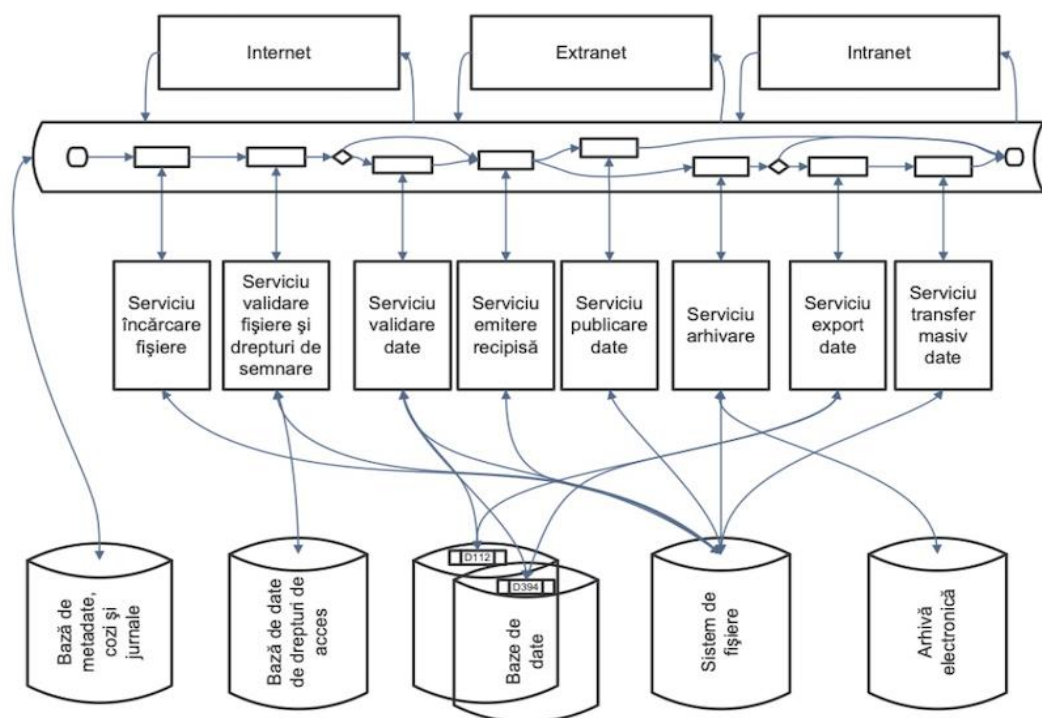 Internet
Extranet
Intranet
Serviciu
încărcare
fişiere
Serviciu
validare
fişiere şi
drepturi de
semnare
Serviciu
validare
date
Serviciu
emitere
recipisă
Serviciu
publicare
date
Serviciu
arhivare
Serviciu
export
date
Serviciu
transfer
masiv
date
Bază de
metadate,
cozi şi
jurnale
Bază de date
de drepturi de
acces
D112
D394
Baze de
date
Sistem de
fişiere
Arhivă
electronică